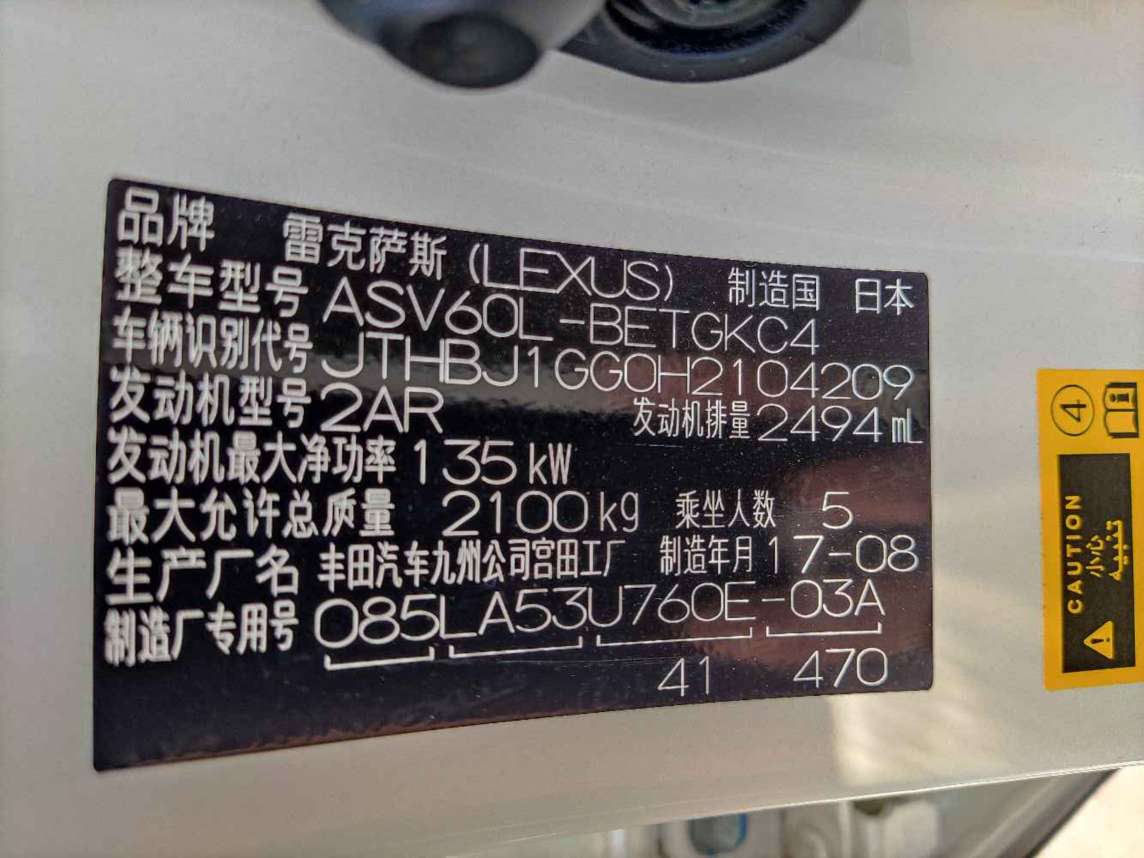 品牌 雷克萨斯 (LEXUS) 制造国 日本
整车型号 ASV60L-BETGKC4
车辆识别代号 JTHBJ1GG0H2104209
发动机型号 2AR 发动机排量 2494 mL
发动机最大净功率 135 kW
最大允许总质量 2100 kg 乘坐人数 5
生产厂名 丰田汽车九州公司宫田工厂 制造年月 17-08
制造厂专用号 085LA53U760E-03A
41 470
4
CAUTION
小心
تنبيه